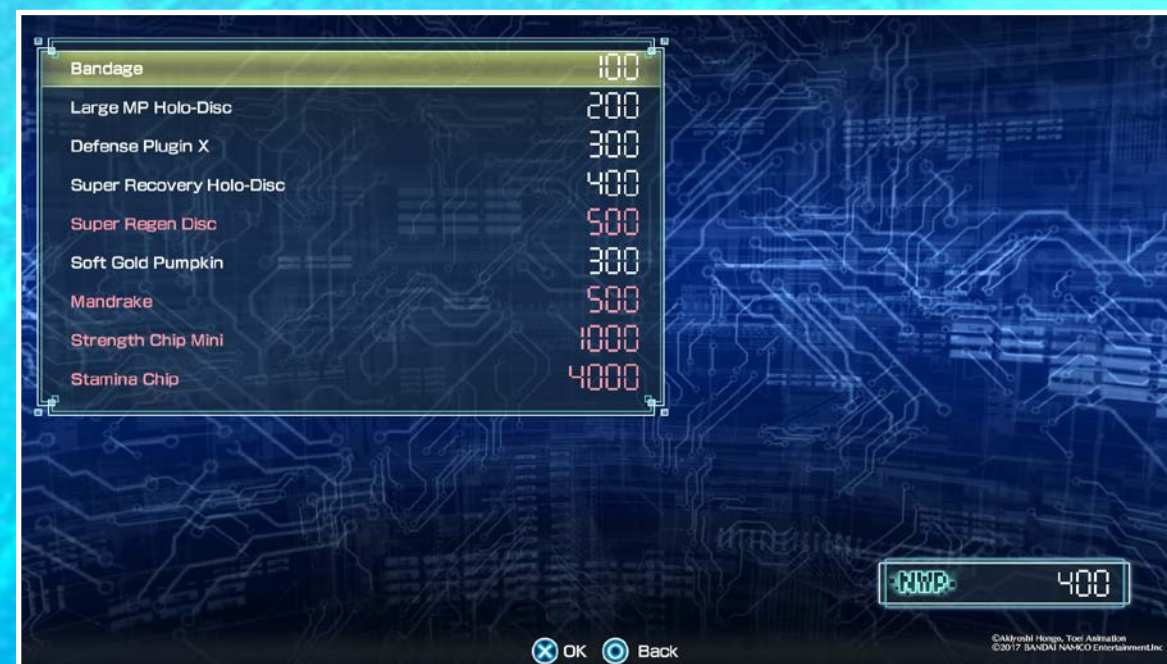 Bandage 100
Large MP Holo-Disc 200
Defense Plugin X 300
Super Recovery Holo-Disc 400
Super Regen Disc 500
Soft Gold Pumpkin 300
Mandrake 500
Strength Chip Mini 1000
Stamina Chip 4000
-NWP- 400
OK Back
©Akiyoshi Hongo, Toei Animation
©2017 BANDAI NAMCO Entertainment Inc